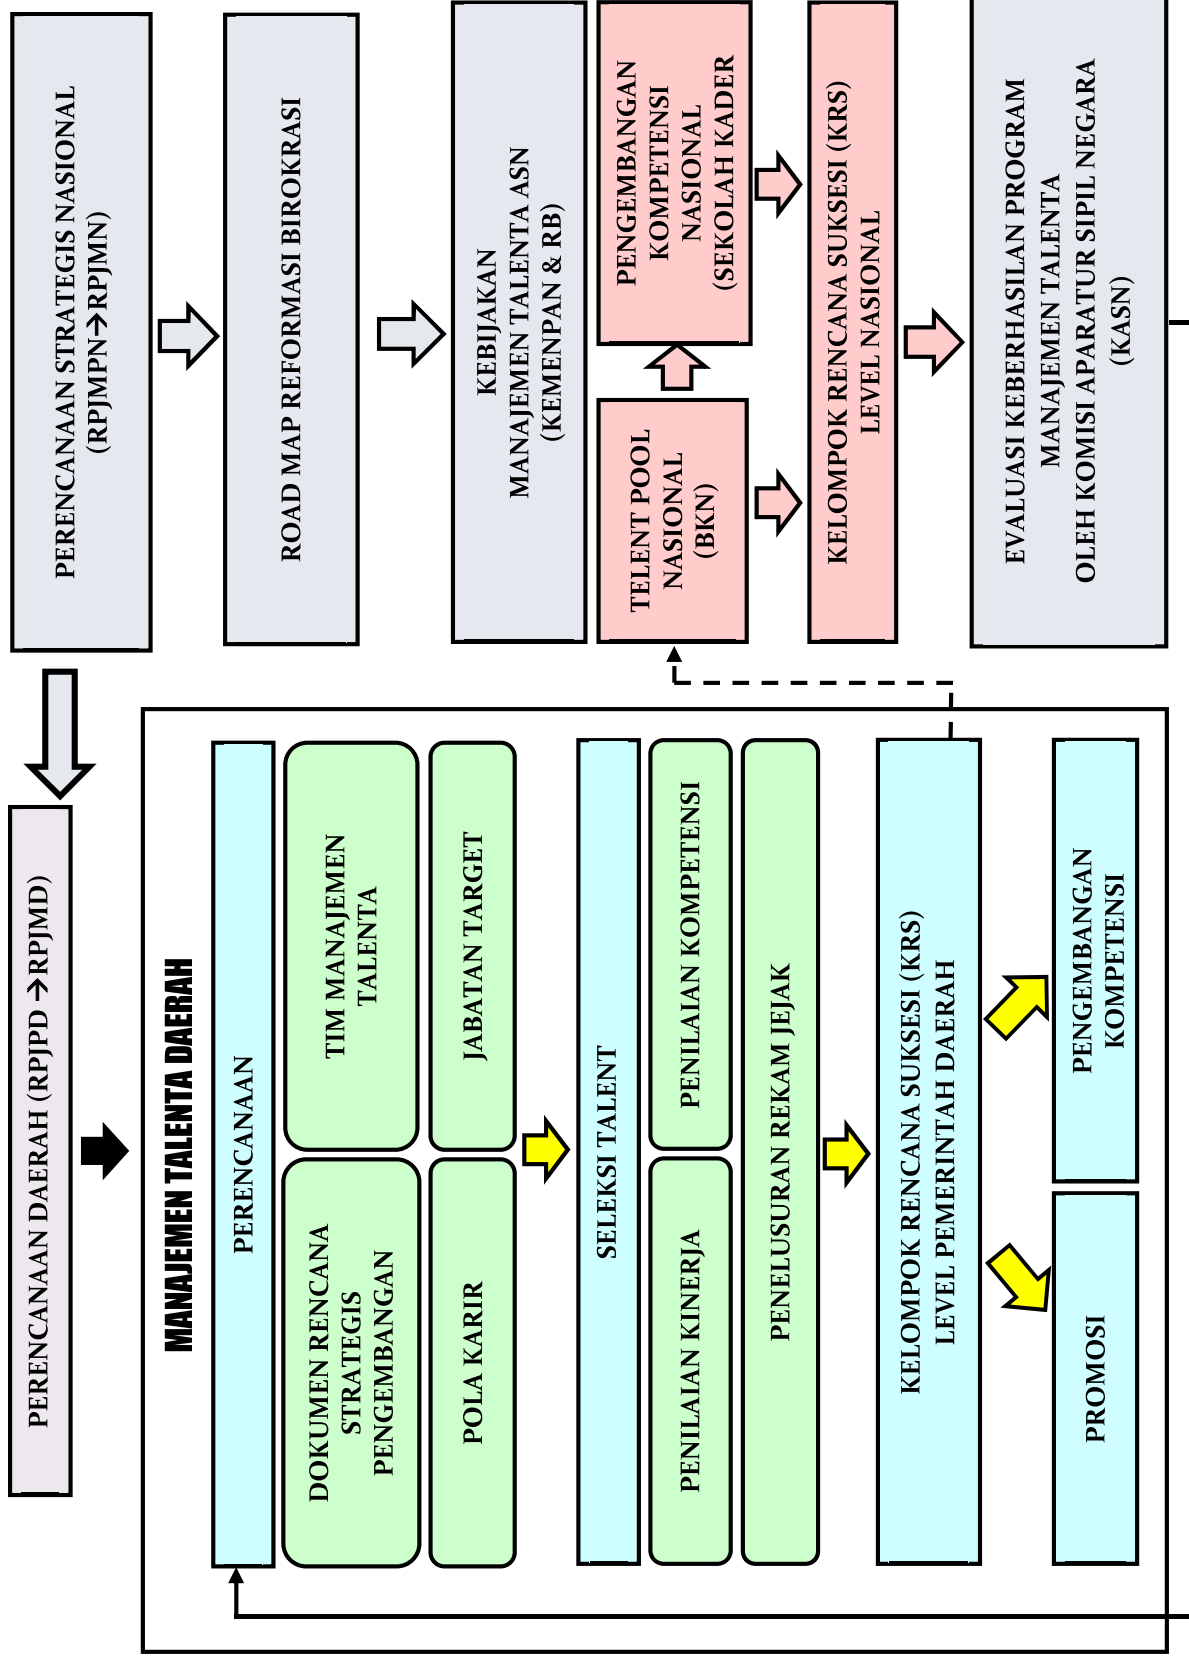 PERENCANAAN DAERAH (RPJPD →RPJMD)
MANAJEMEN TALENTA DAERAH
PERENCANAAN
DOKUMEN RENCANA
STRATEGIS
PENGEMBANGAN
TIM MANAJEMEN
TALENTA
POLA KARIR
JABATAN TARGET
SELEKSI TALENT
PENILAIAN KINERJA
PENILAIAN KOMPETENSI
PENELUSURAN REKAM JEJAK
KELOMPOK RENCANA SUKSESI (KRS)
LEVEL PEMERINTAH DAERAH
PROMOSI
PENGEMBANGAN
KOMPETENSI
PERENCANAAN STRATEGIS NASIONAL
(RPJMPN→RPJMN)
ROAD MAP REFORMASI BIROKRASI
KEBIJAKAN
MANAJEMEN TALENTA ASN
(KEMENPAN & RB)
TELENT POOL
NASIONAL
(BKN)
PENGEMBANGAN
KOMPETENSI
NASIONAL
(SEKOLAH KADER)
KELOMPOK RENCANA SUKSESI (KRS)
LEVEL NASIONAL
EVALUASI KEBERHASILAN PROGRAM
MANAJEMEN TALENTA
OLEH KOMISI APARATUR SIPIL NEGARA
(KASN)